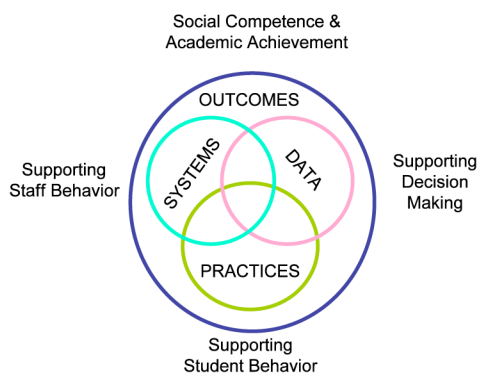 Social Competence &
Academic Achievement
OUTCOMES
SYSTEMS
DATA
Supporting
Staff Behavior
Supporting
Decision
Making
PRACTICES
Supporting
Student Behavior